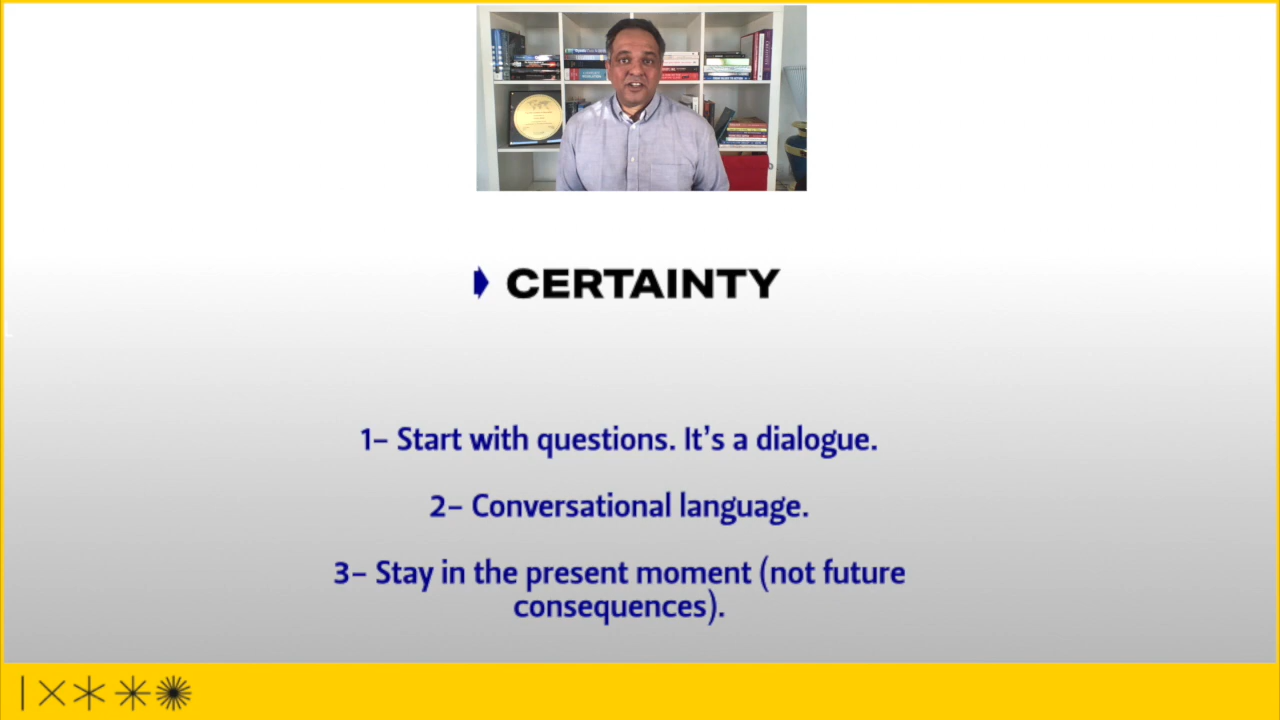 CERTAINTY
1– Start with questions. It’s a dialogue.
2– Conversational language.
3– Stay in the present moment (not future
consequences).